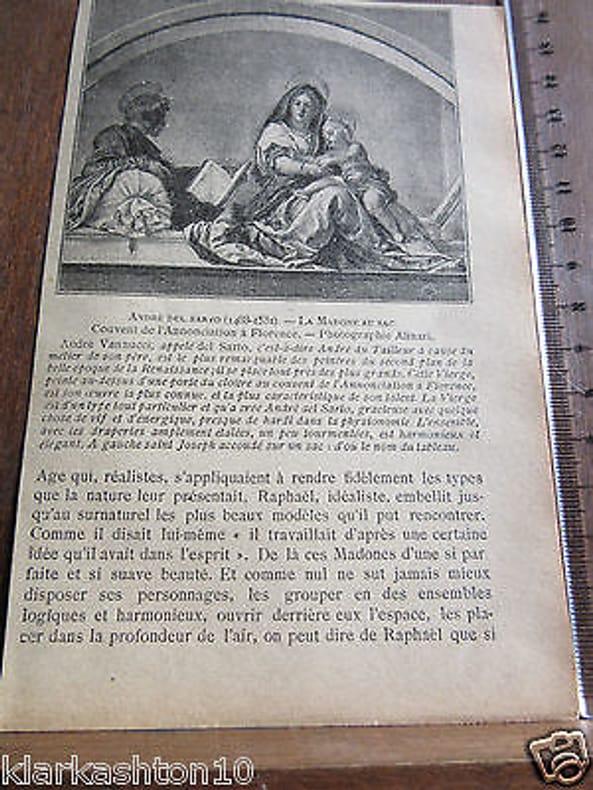 ANDRÉ DEL SARTO (1488-1531). — LA MADONE AU SAC
Couvent de l'Annonciation à Florence. — Photographie Alinari.
André Vannucci, appelé del Sarto, c'est-à-dire André du Tailleur à cause du
métier de son père, est le plus remarquable des peintres du second plan de la
belle époque de la Renaissance; il se place tout près des plus grands. Cette Vierge,
peinte au-dessus d'une porte du cloître au couvent de l'Annonciation à Florence,
est son œuvre la plus connue, et la plus caractéristique de son talent. La Vierge
est d'un type tout particulier et qu'a créé André del Sarto, gracieuse avec quelque
chose de vif et d'énergique, presque de hardi dans la physionomie. L'ensemble,
avec les draperies amplement étalées, un peu tourmentées, est harmonieux et
élégant. A gauche saint Joseph accoudé sur un sac : d'où le nom du tableau.
Age qui, réalistes, s'appliquaient à rendre fidèlement les types
que la nature leur présentait, Raphaël, idéaliste, embellit jus-
qu'au surnaturel les plus beaux modèles qu'il put rencontrer.
Comme il disait lui-même « il travaillait d'après une certaine
idée qu'il avait dans l'esprit ». De là ces Madones d'une si par
faite et si suave beauté. Et comme nul ne sut jamais mieux
disposer ses personnages, les grouper en des ensembles
logiques et harmonieux, ouvrir derrière eux l'espace, les pla-
cer dans la profondeur de l'air, on peut dire de Raphaël que si
klarkashton10